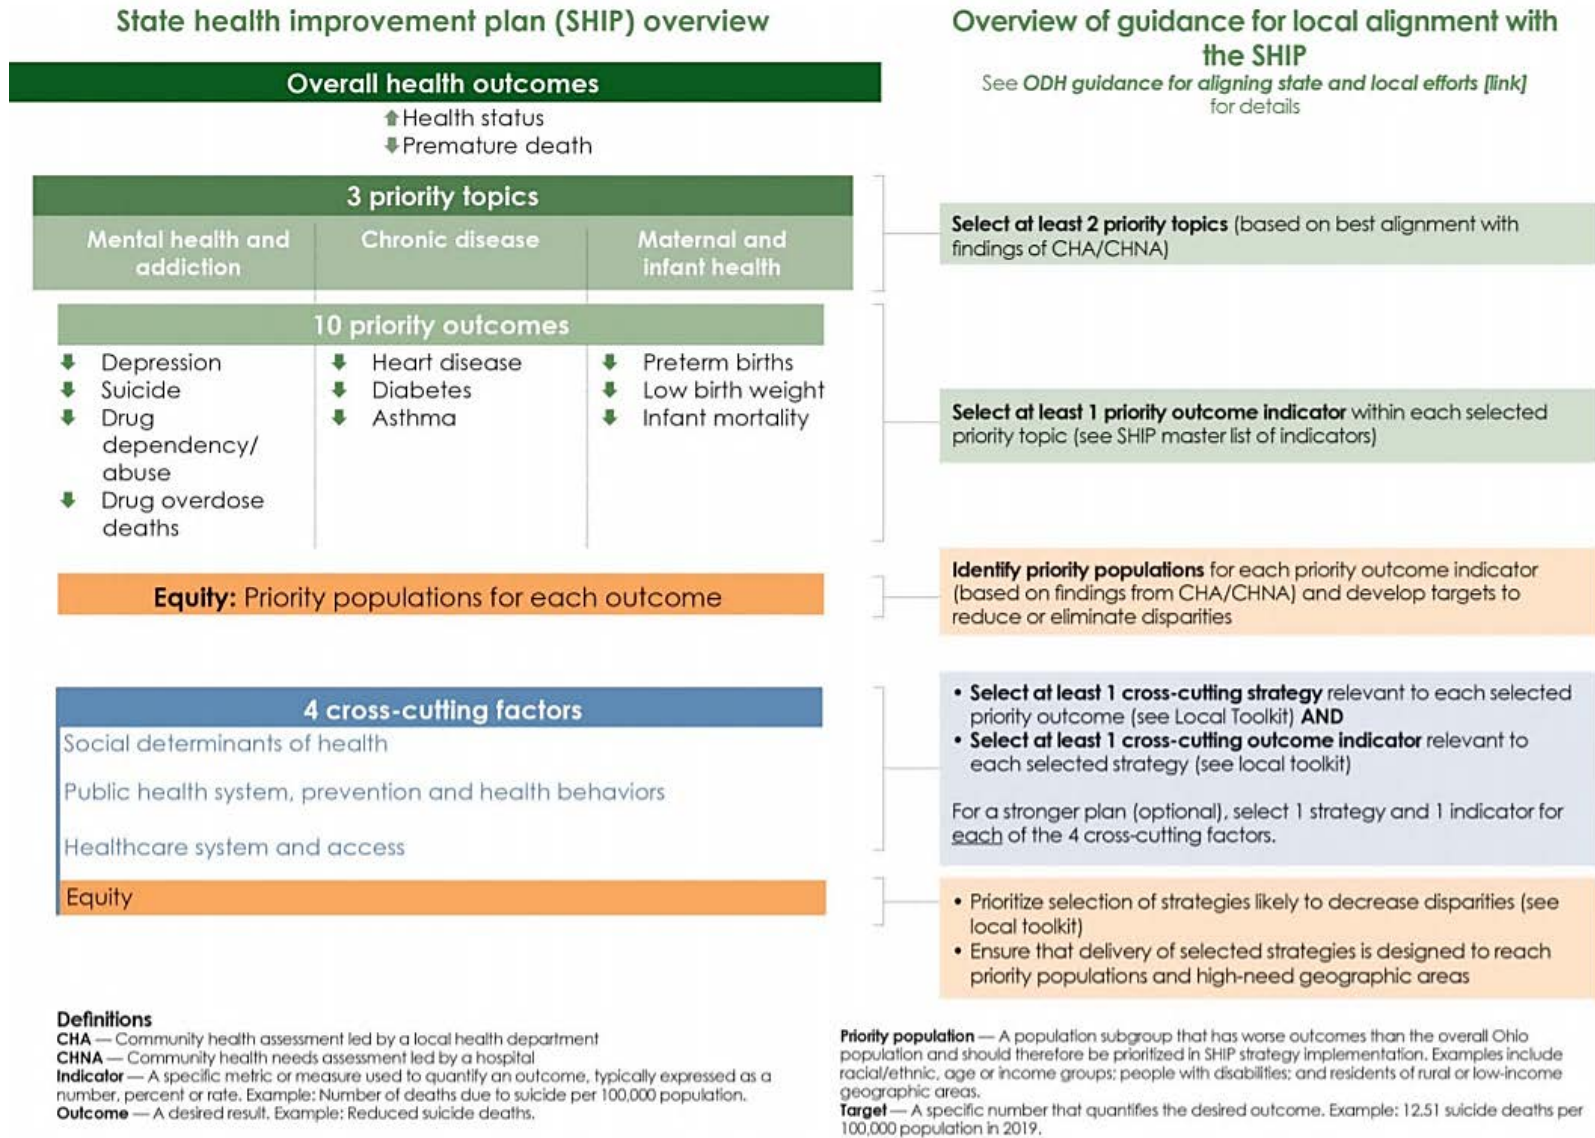 State health improvement plan (SHIP) overview
Overall health outcomes
Health status
Premature death
3 priority topics
Mental health and
addiction
Chronic disease
Maternal and
infant health
10 priority outcomes
Depression
Suicide
Drug
dependency/
abuse
Drug overdose
deaths
Heart disease
Diabetes
Asthma
Preterm births
Low birth weight
Infant mortality
Equity: Priority populations for each outcome
4 cross-cutting factors
Social determinants of health
Public health system, prevention and health behaviors
Healthcare system and access
Equity
Overview of guidance for local alignment with
the SHIP
See ODH guidance for aligning state and local efforts [link]
for details
Select at least 2 priority topics (based on best alignment with
findings of CHA/CHNA)
Select at least 1 priority outcome indicator within each selected
priority topic (see SHIP master list of indicators)
Identify priority populations for each priority outcome indicator
(based on findings from CHA/CHNA) and develop targets to
reduce or eliminate disparities
• Select at least 1 cross-cutting strategy relevant to each selected
priority outcome (see Local Toolkit) AND
• Select at least 1 cross-cutting outcome indicator relevant to
each selected strategy (see local toolkit)
For a stronger plan (optional), select 1 strategy and 1 indicator for
each of the 4 cross-cutting factors.
• Prioritize selection of strategies likely to decrease disparities (see
local toolkit)
• Ensure that delivery of selected strategies is designed to reach
priority populations and high-need geographic areas
Definitions
CHA — Community health assessment led by a local health department
CHNA — Community health needs assessment led by a hospital
Indicator — A specific metric or measure used to quantify an outcome, typically expressed as a
number, percent or rate. Example: Number of deaths due to suicide per 100,000 population.
Outcome — A desired result. Example: Reduced suicide deaths.
Priority population — A population subgroup that has worse outcomes than the overall Ohio
population and should therefore be prioritized in SHIP strategy implementation. Examples include
racial/ethnic, age or income groups; people with disabilities; and residents of rural or low-income
geographic areas.
Target — A specific number that quantifies the desired outcome. Example: 12.51 suicide deaths per
100,000 population in 2019.